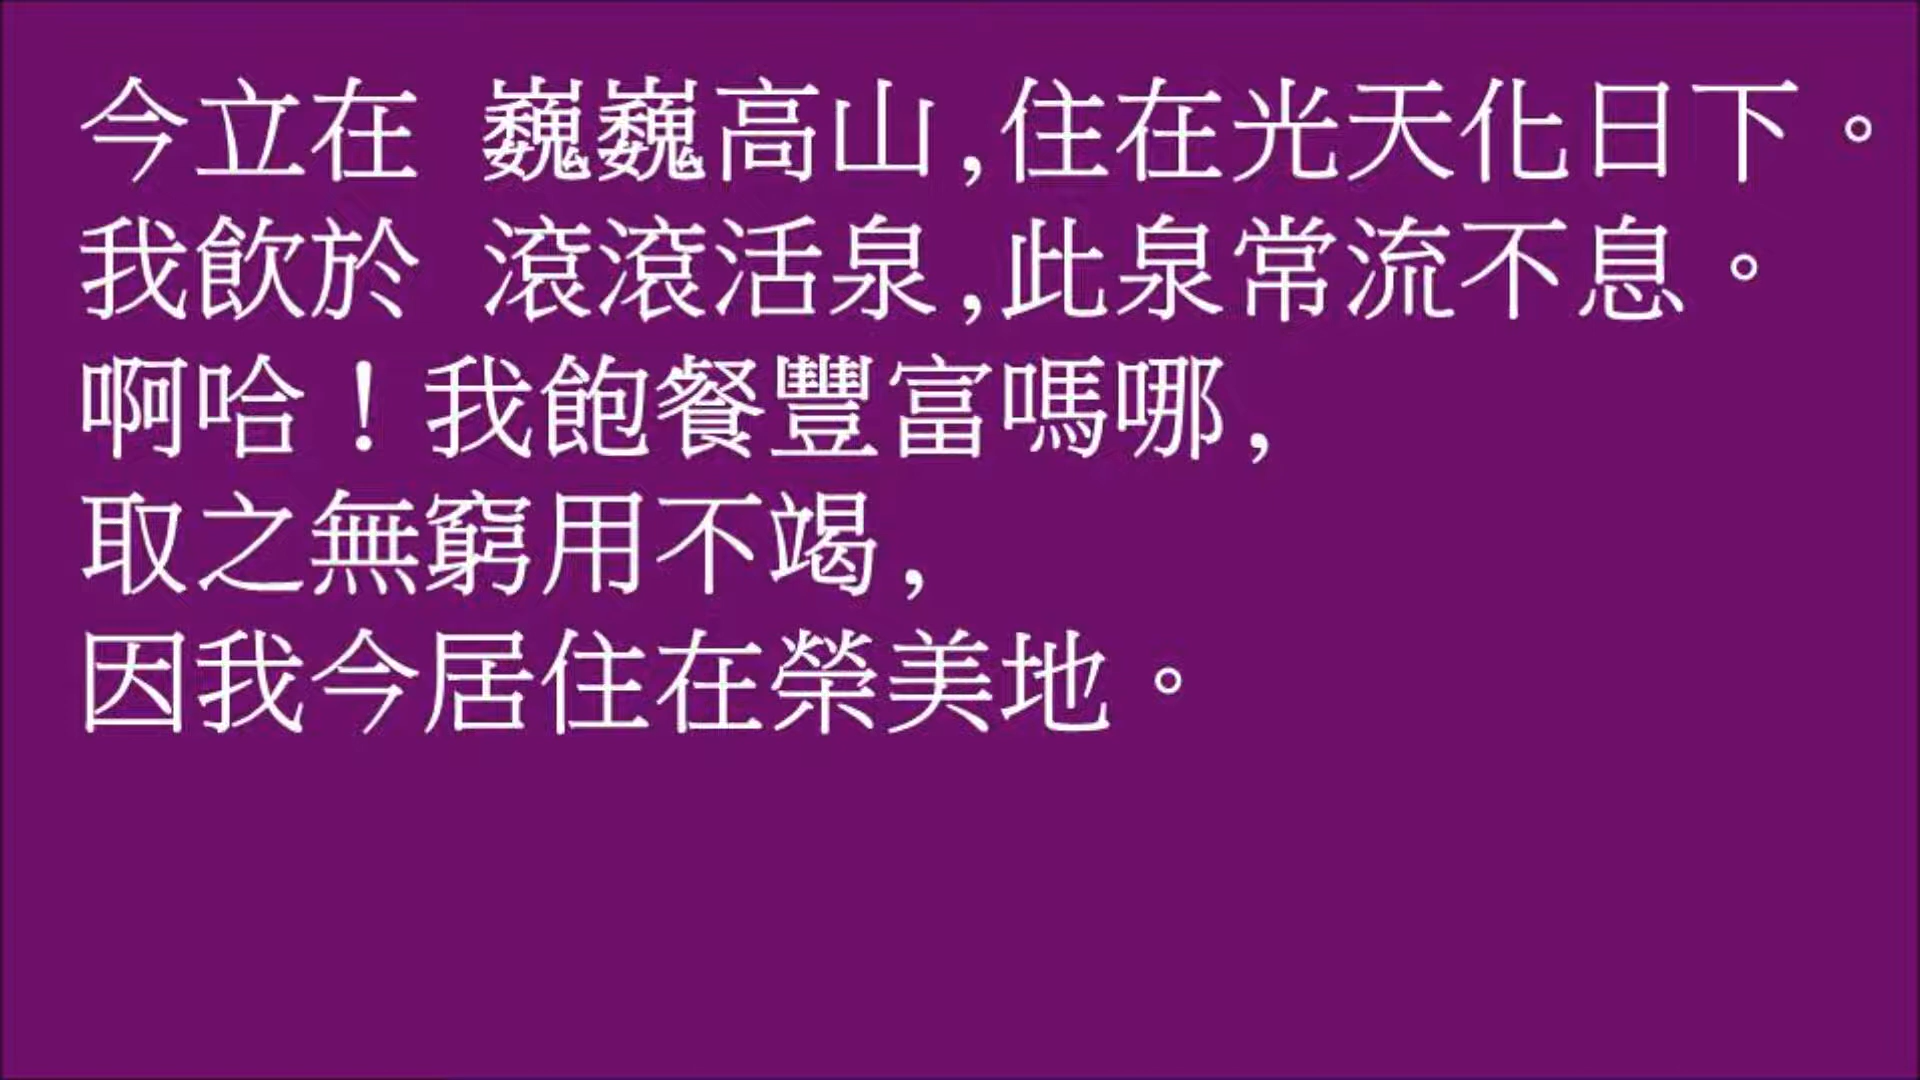 今立在 巍巍高山,住在光天化日下。
我飲於 滾滾活泉,此泉常流不息。
啊哈！我飽餐豐富嗎哪,
取之無窮用不竭,
因我今居住在榮美地。